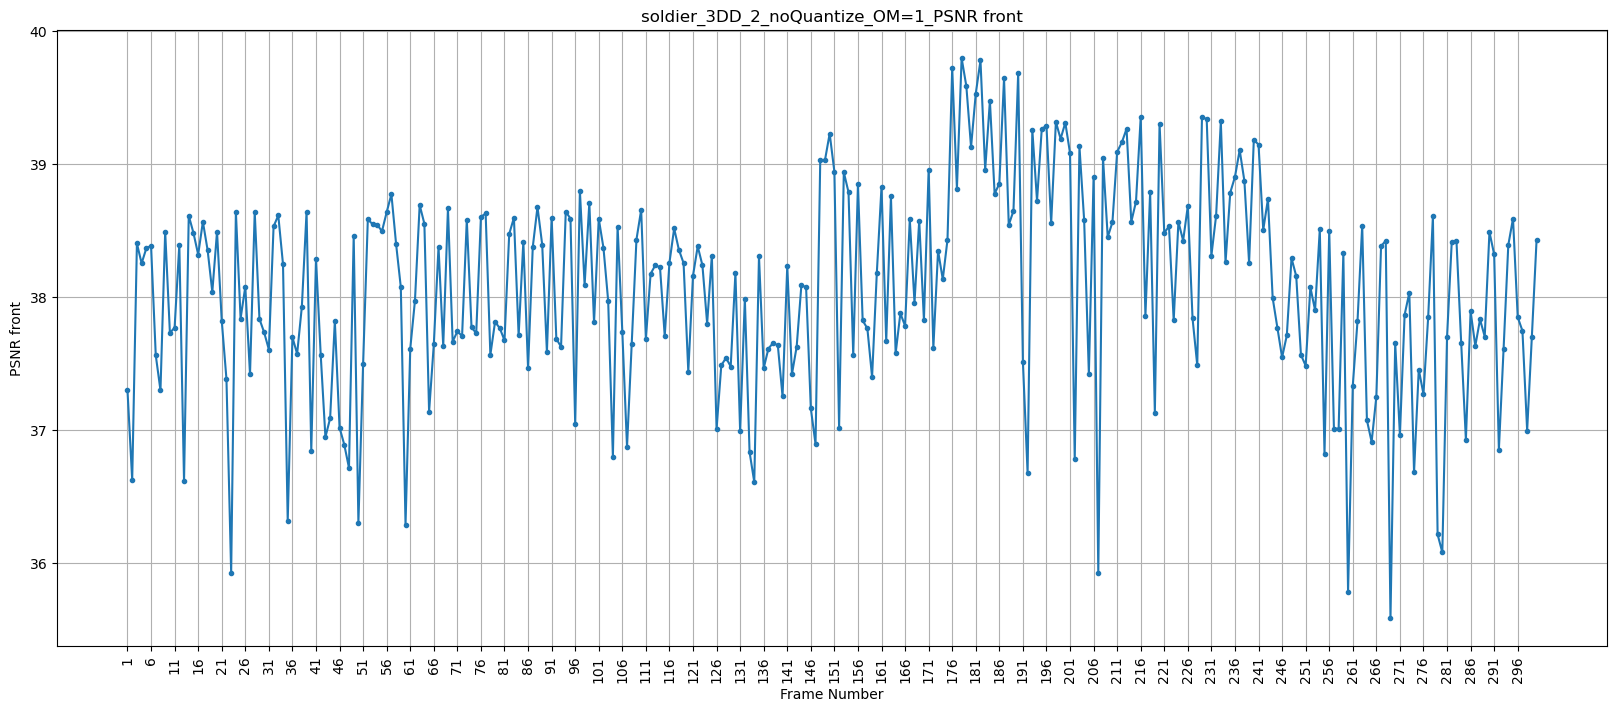 soldier_3DD_2_noQuantize_OM=1_PSNR front
40
39
38
37
36
PSNR front
1 6 11 16 21 26 31 36 41 46 51 56 61 66 71 76 81 86 91 96 101 106 111 116 121 126 131 136 141 146 151 156 161 166 171 176 181 186 191 196 201 206 211 216 221 226 231 236 241 246 251 256 261 266 271 276 281 286 291 296
Frame Number